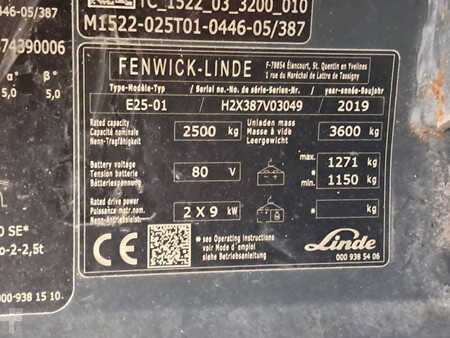 TC_1522_03_3200_010
M1522-025T01-0446-05/387
-05/387
74390006
α°
β°
5,0
5,0
FENWICK-LINDE
F-78854 Élancourt, St. Quentin en Yvelines
1 rue du Maréchal de Lattre de Tassigny
Type-Modèle-Typ / Serial no.-No. de série-Serien-Nr. / year-année-Baujahr
E25-01 H2X387V03049 2019
Rated capacity
Capacité nominale
Nenn-Tragfähigkeit
2500 kg
Unladen mass
Masse à vide
Leergewicht
3600 kg
Battery voltage
Tension batterie
Batteriespannung
80 V
max. 1271 kg
* min. 1150 kg
Rated drive power
Puissance motr.nom.
Nenn-Antriebsleist.
2 X 9 kW
* kg
CE
* see Operating instructions
voir Mode d'emploi
siehe Betriebsanleitung
Linde
000 938 54 06
SE*
o-2-2,5t
000 938 15 10